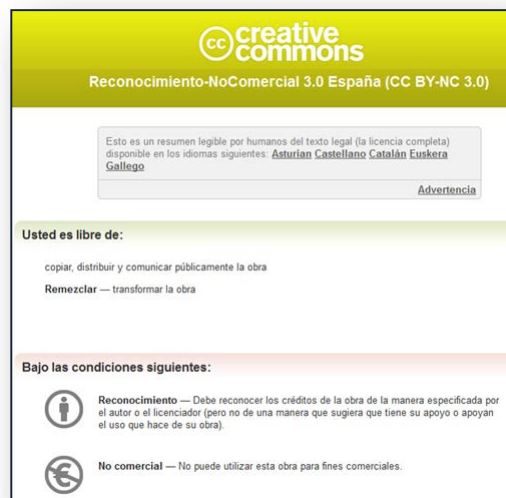 cc creative
commons
Reconocimiento-NoComercial 3.0 España (CC BY-NC 3.0)
Esto es un resumen legible por humanos del texto legal (la licencia completa)
disponible en los idiomas siguientes: Asturian Castellano Catalán Euskera
Gallego
Advertencia
Usted es libre de:
copiar, distribuir y comunicar públicamente la obra
Remezclar — transformar la obra
Bajo las condiciones siguientes:
Reconocimiento — Debe reconocer los créditos de la obra de la manera especificada por
el autor o el licenciador (pero no de una manera que sugiera que tiene su apoyo o apoyan
el uso que hace de su obra).
No comercial — No puede utilizar esta obra para fines comerciales.